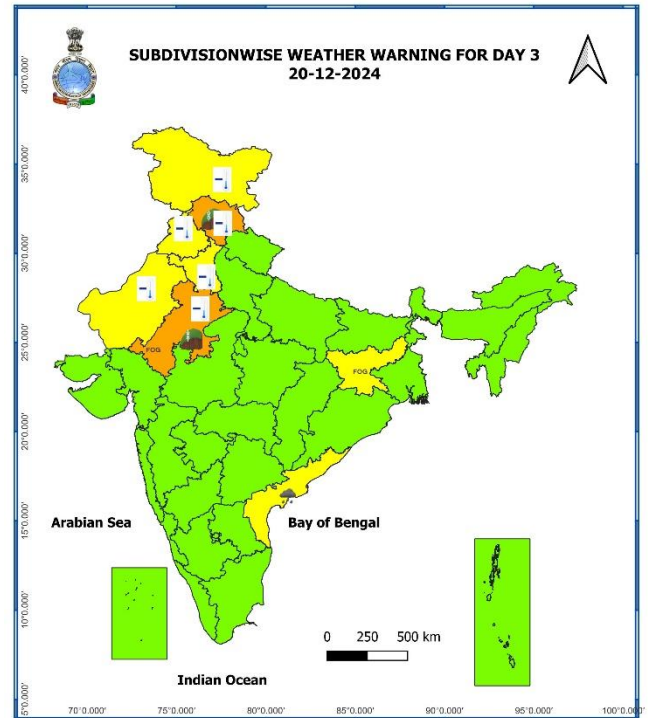 SUBDIVISIONWISE WEATHER WARNING FOR DAY 3
20-12-2024
40°0.000'
35°0.000'
30°0.000'
25°0.000'
20°0.000'
15°0.000'
10°0.000'
5°0.000'
FOG
FOG
Arabian Sea
Bay of Bengal
0 250 500 km
Indian Ocean
70°0.000' 75°0.000' 80°0.000' 85°0.000' 90°0.000' 95°0.000' 100°0.000'